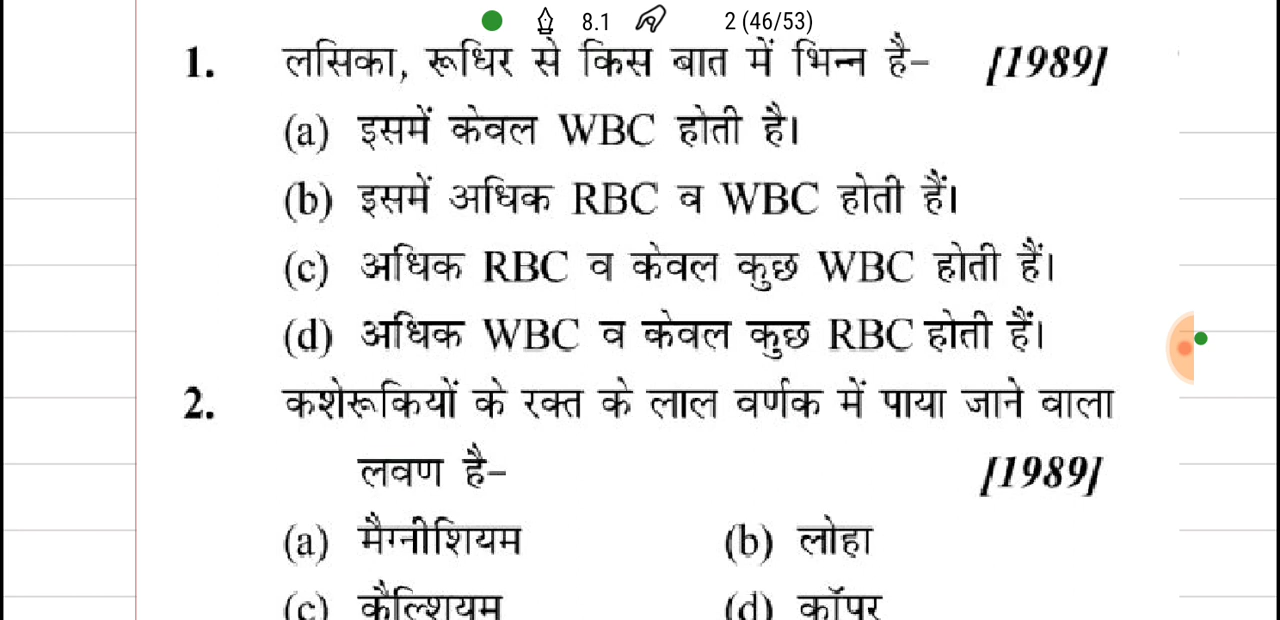 8.1 2 (46/53)
1. लसिका, रूधिर से किस बात में भिन्न है– [1989]
(a) इसमें केवल WBC होती है।
(b) इसमें अधिक RBC व WBC होती हैं।
(c) अधिक RBC व केवल कुछ WBC होती हैं।
(d) अधिक WBC व केवल कुछ RBC होती हैं।
2. कशेरूकियों के रक्त के लाल वर्णक में पाया जाने वाला
लवण है– [1989]
(a) मैग्नीशियम (b) लोहा
(c) कैल्शियम (d) कॉपर